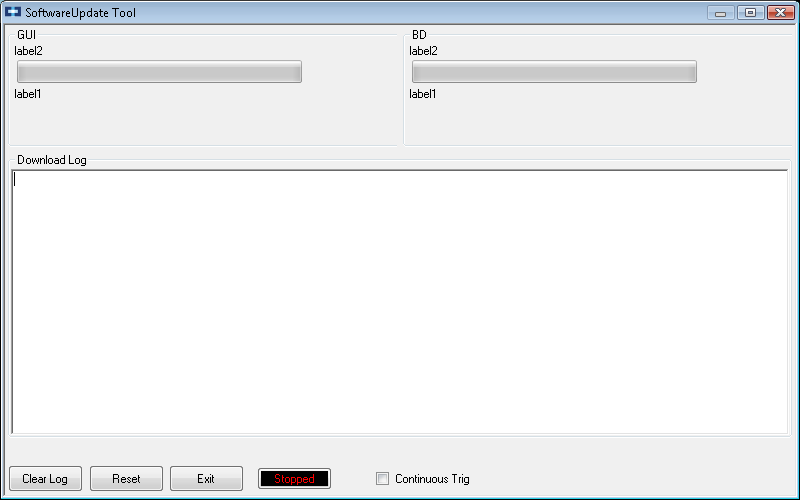 SoftwareUpdate Tool
GUI
BD
label2
label2
label1
label1
Download Log
Clear Log
Reset
Exit
Stopped
Continuous Trig